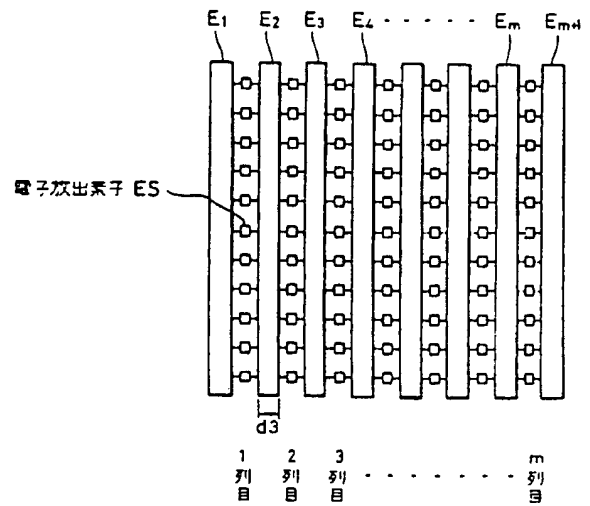 E1 E2 E3 E4 · · · · · Em Em+1
電子放出素子 ES
d3
1列目 2列目 3列目 · · · · · · · m列目